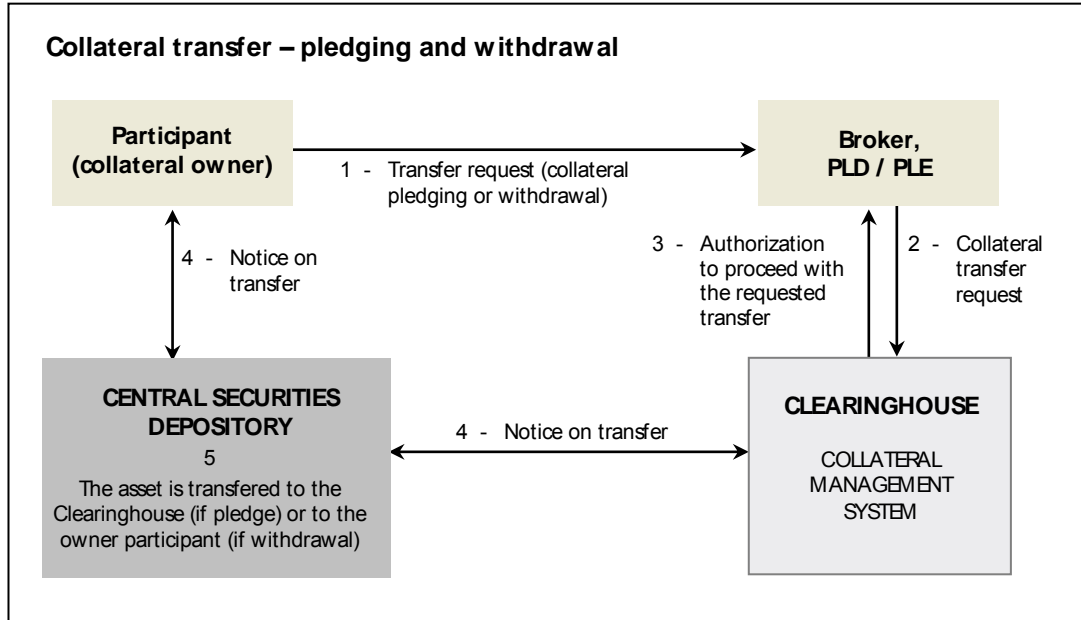 Collateral transfer – pledging and withdrawal
Participant
(collateral owner)
Broker,
PLD / PLE
1 - Transfer request (collateral
pledging or withdrawal)
4 - Notice on
transfer
3 - Authorization
to proceed with
the requested
transfer
2 - Collateral
transfer
request
CENTRAL SECURITIES
DEPOSITORY
5
The asset is transfered to the
Clearinghouse (if pledge) or to the
owner participant (if withdrawal)
4 - Notice on transfer
CLEARINGHOUSE
COLLATERAL
MANAGEMENT
SYSTEM